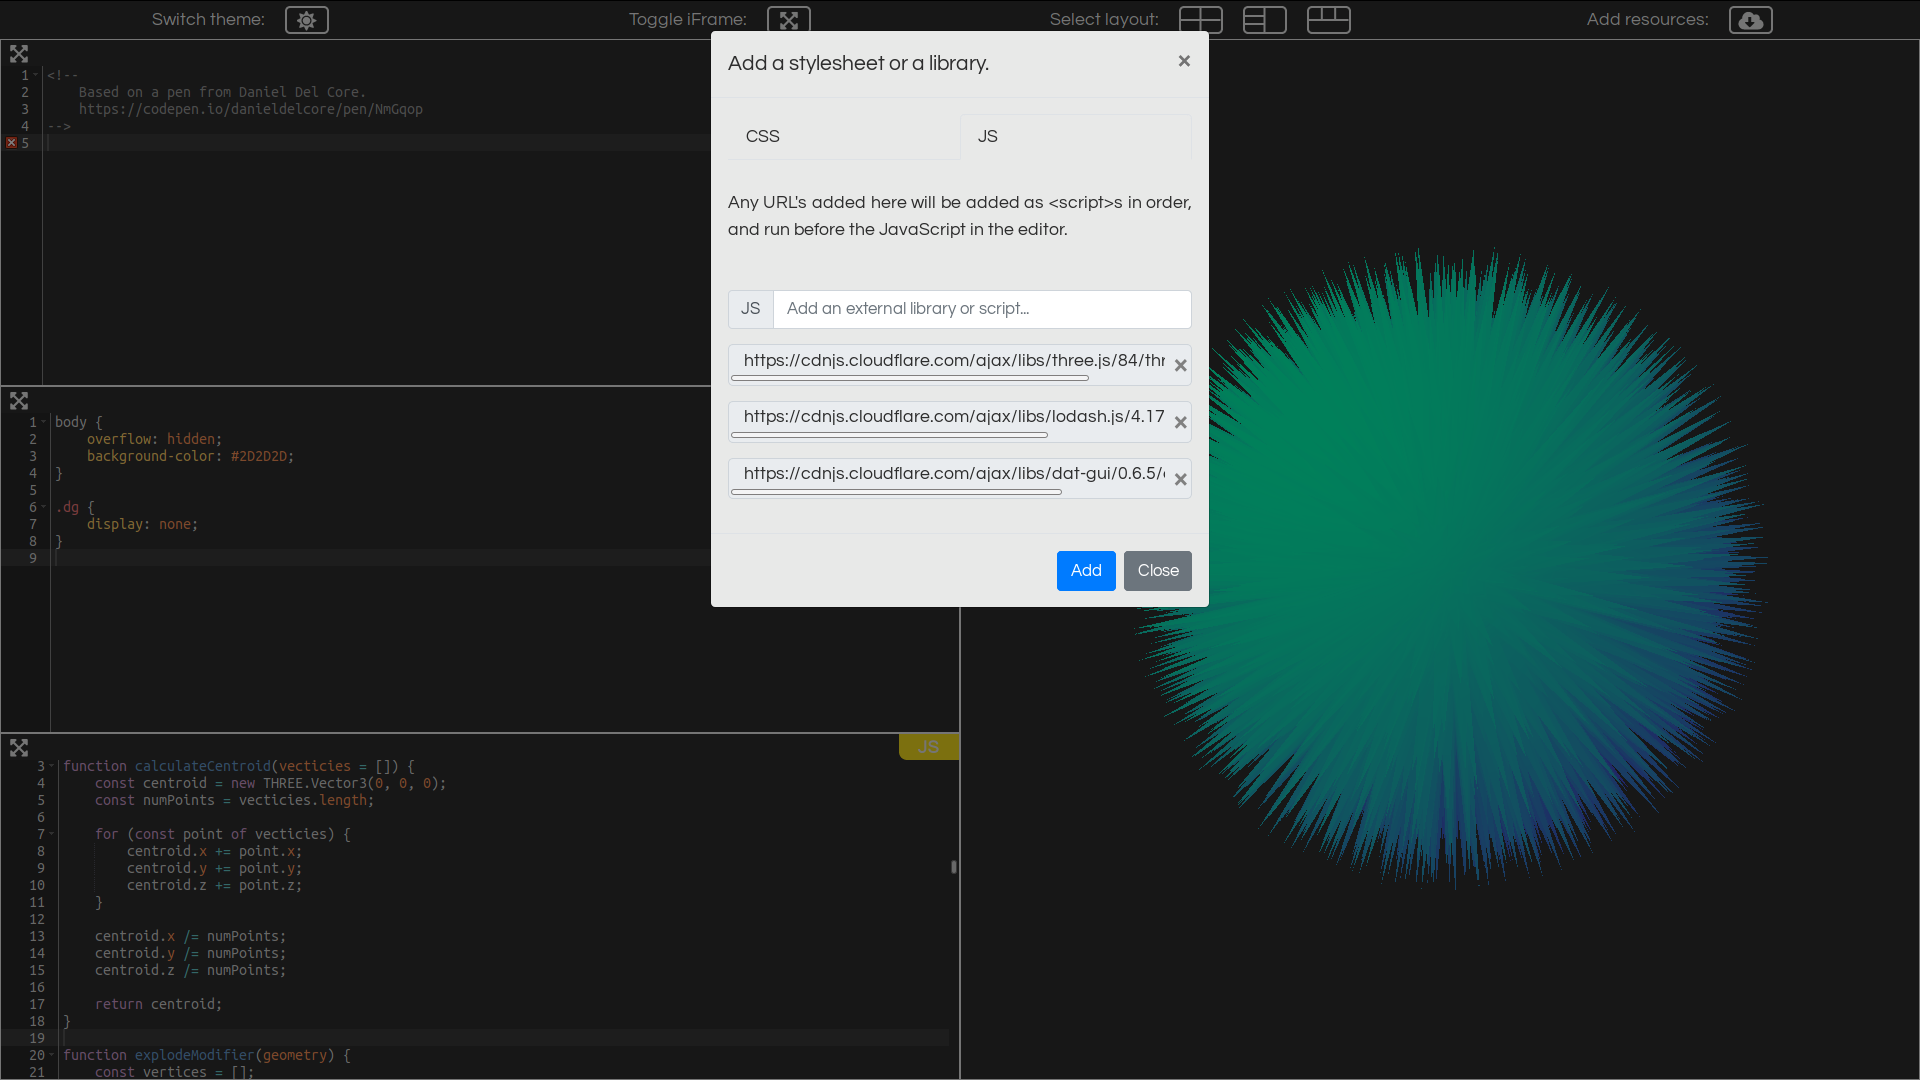 Switch theme:
Toggle iFrame:
Select layout:
Add resources:
1 <!--
2 Based on a pen from Daniel Del Core.
3 https://codepen.io/danieldelcore/pen/NmGqop
4 -->
5
1 body {
2 overflow: hidden;
3 background-color: #2D2D2D;
4 }
5
6 .dg {
7 display: none;
8 }
9
JS
3 function calculateCentroid(vecticies = []) {
4 const centroid = new THREE.Vector3(0, 0, 0);
5 const numPoints = vecticies.length;
6
7 for (const point of vecticies) {
8 centroid.x += point.x;
9 centroid.y += point.y;
10 centroid.z += point.z;
11 }
12
13 centroid.x /= numPoints;
14 centroid.y /= numPoints;
15 centroid.z /= numPoints;
16
17 return centroid;
18 }
19
20 function explodeModifier(geometry) {
21 const vertices = [];
Add a stylesheet or a library.
×
CSS
JS
Any URL's added here will be added as <script>s in order,
and run before the JavaScript in the editor.
JS
Add an external library or script...
https://cdnjs.cloudflare.com/ajax/libs/three.js/84/thr
https://cdnjs.cloudflare.com/ajax/libs/lodash.js/4.17
https://cdnjs.cloudflare.com/ajax/libs/dat-gui/0.6.5/
Add
Close